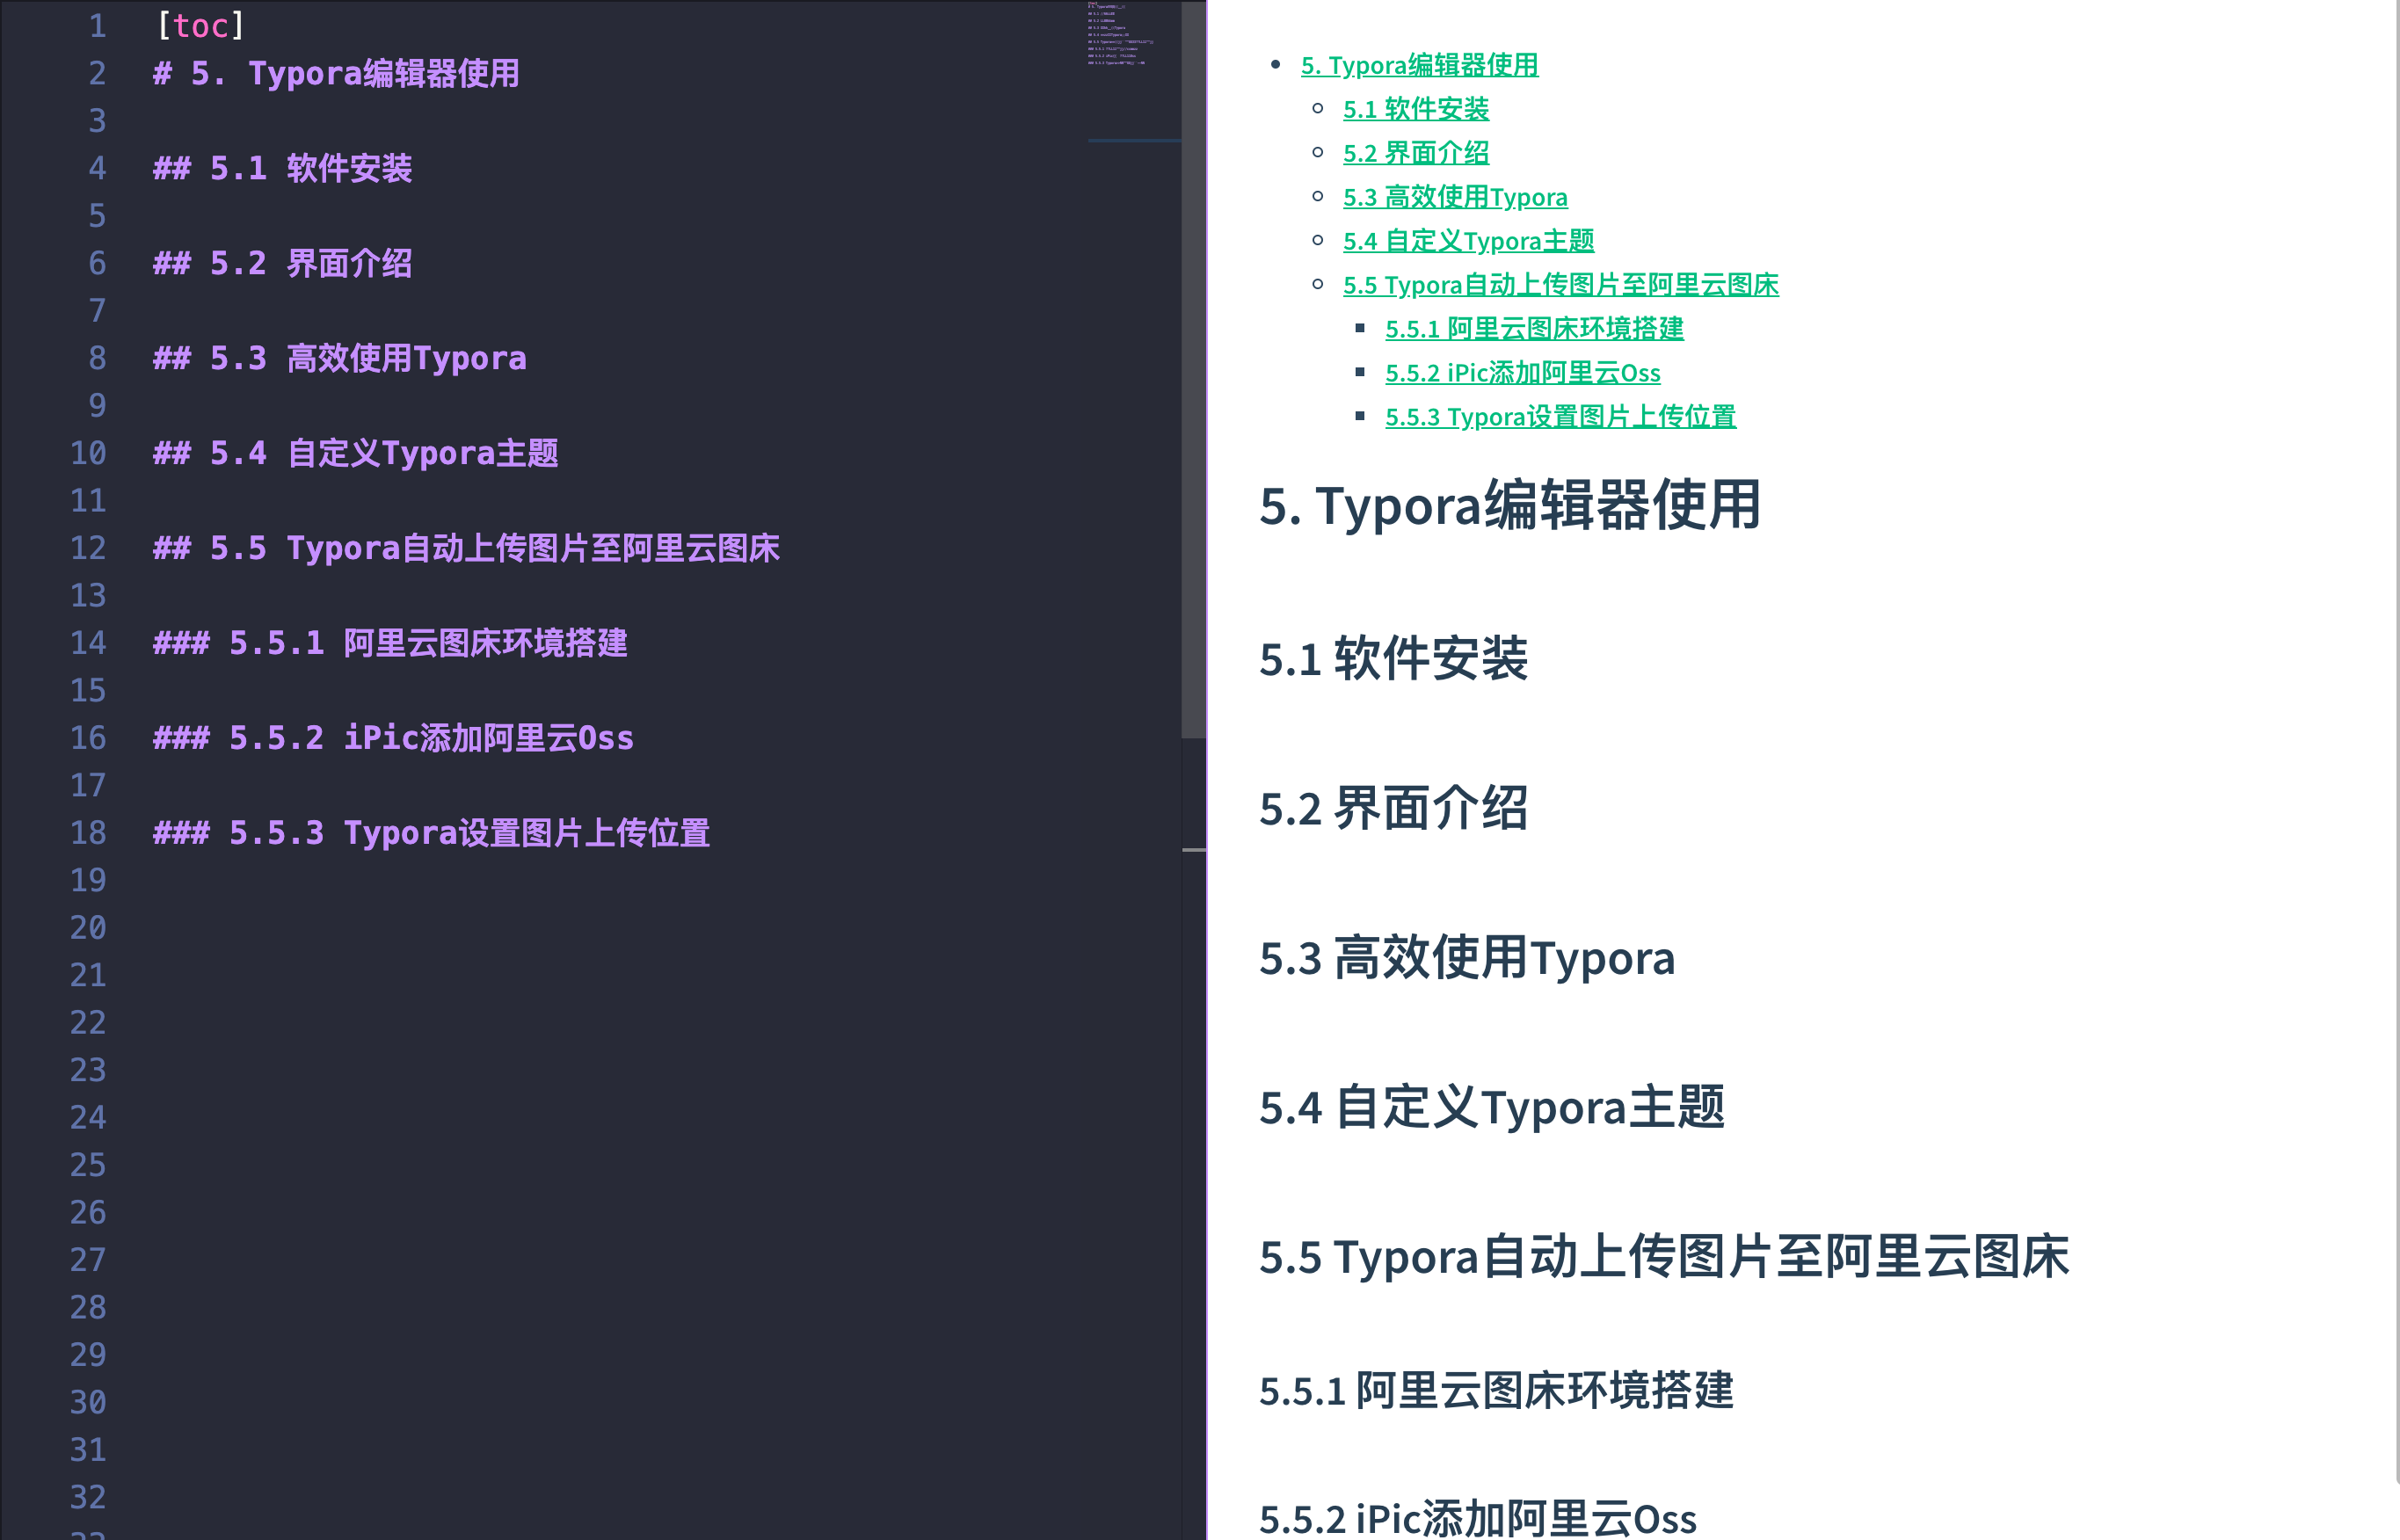 1 [toc]
2 # 5. Typora编辑器使用
3
4 ## 5.1 软件安装
5
6 ## 5.2 界面介绍
7
8 ## 5.3 高效使用Typora
9
10 ## 5.4 自定义Typora主题
11
12 ## 5.5 Typora自动上传图片至阿里云图床
13
14 ### 5.5.1 阿里云图床环境搭建
15
16 ### 5.5.2 iPic添加阿里云Oss
17
18 ### 5.5.3 Typora设置图片上传位置
19
20
21
22
23
24
25
26
27
28
29
30
31
32
5. Typora编辑器使用
5.1 软件安装
5.2 界面介绍
5.3 高效使用Typora
5.4 自定义Typora主题
5.5 Typora自动上传图片至阿里云图床
5.5.1 阿里云图床环境搭建
5.5.2 iPic添加阿里云Oss
5.5.3 Typora设置图片上传位置
5. Typora编辑器使用
5.1 软件安装
5.2 界面介绍
5.3 高效使用Typora
5.4 自定义Typora主题
5.5 Typora自动上传图片至阿里云图床
5.5.1 阿里云图床环境搭建
5.5.2 iPic添加阿里云Oss